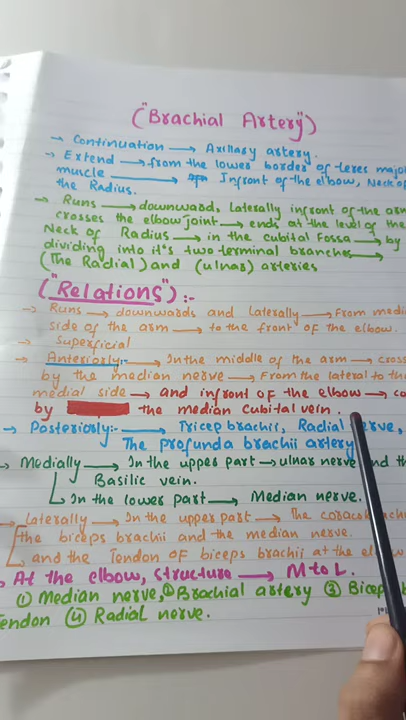 ("Brachial Artery")
→ Continuation → Axillary artery.
→ Extend → from the lower border of teres major
muscle → Infront of the elbow, Neck of
the Radius.
→ Runs → downward, Laterally infront of the arm
crosses the elbow joint → ends at the level of the
Neck of Radius → in the cubital Fossa → by
dividing into it's two terminal branches →
(The Radial) and (ulnar) arteries
("Relations") :-
→ Runs → downwards and laterally → From medi
side of the arm → to the front of the elbow.
→ Superficial
→ Anteriorly:- → In the middle of the arm → cross
by the median nerve → From the lateral to th
medial side → and infront of the elbow → co
by the median cubital vein.
→ Posteriorly:- → Tricep brachii, Radial nerve,
The profunda brachii artery
→ Medially → In the upper part → ulnar nerve and th
Basilic vein.
In the lower part → Median nerve.
→ Laterally → In the upper part → The
the biceps brachii and the median nerve.
→ and the Tendon of biceps brachii at the elbow
At the elbow, structure → M to L.
① Median nerve, ② Brachial artery ③ Bicep
Tendon ④ Radial nerve.